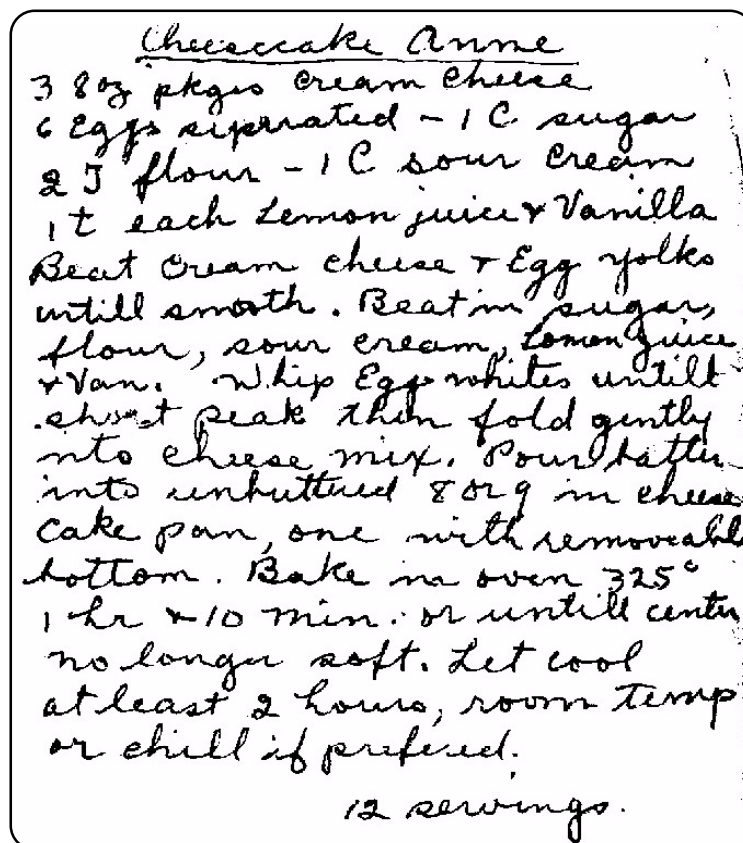 Cheesecake Anne
3 8oz pkges Cream Cheese
6 Eggs seperrated - 1 C sugar
2 T flour - 1 C sour cream
1 t each Lemon juice & Vanilla
Beat Cream cheese & Egg yolks
untill smooth. Beat in sugar,
flour, sour cream, Lemon juice
& Van. Whip Egg whites untill
peak then fold gently
into cheese mix. Pour batter
into unbuttered 8 or 9 in cheese
cake pan, one with removeable
bottom. Bake in oven 325°
1 hr & 10 min. or untill center
no longer soft. Let cool
at least 2 hours, room temp
or chill if prefered.
12 servings.